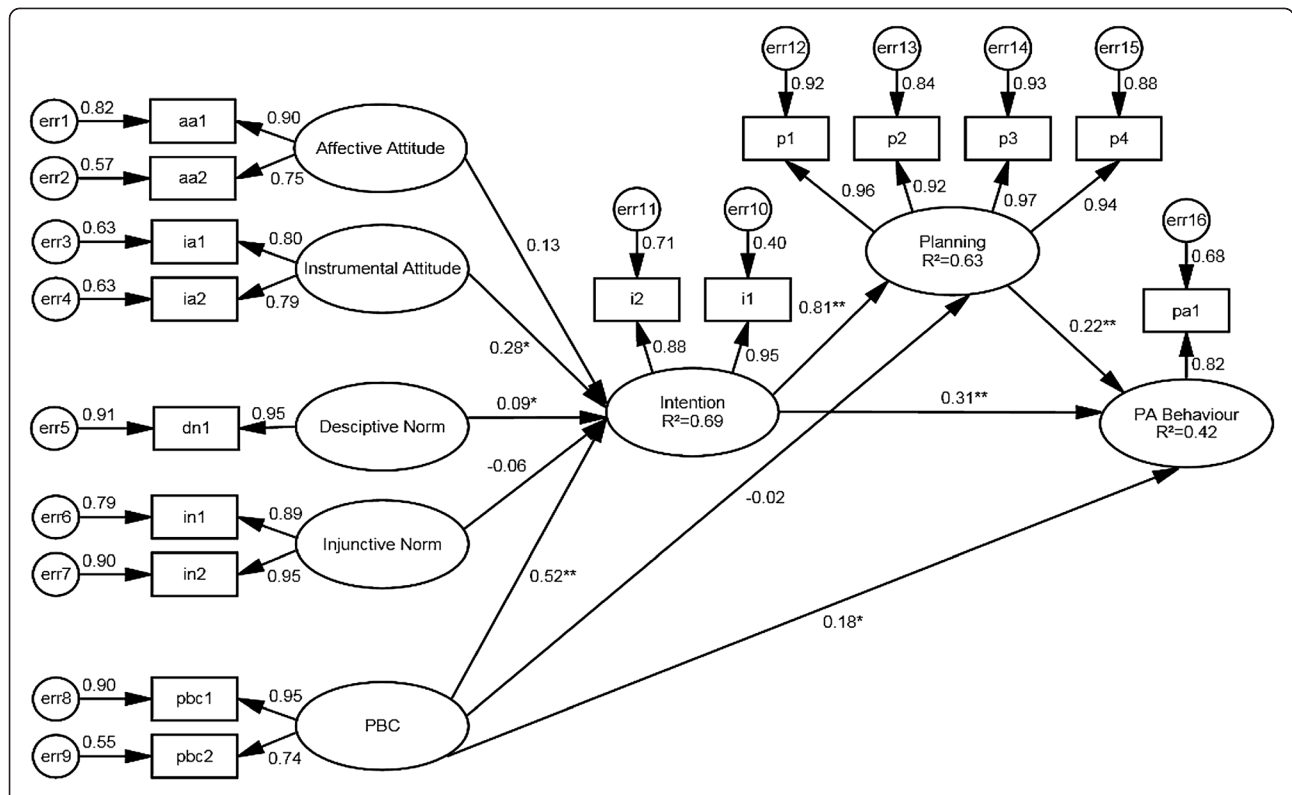 err12
err13
err14
err15
0.92
0.84
0.93
0.88
err1
0.82
aa1
0.90
Affective Attitude
err2
0.57
aa2
0.75
p1
p2
p3
p4
0.96
0.92
0.97
0.94
err3
0.63
ia1
0.80
Instrumental Attitude
err4
0.63
ia2
0.79
0.13
0.28*
err11
err10
0.71
0.40
i2
i1
0.88
0.95
Planning
R²=0.63
err16
0.68
pa1
0.82
0.81**
0.22**
err5
0.91
dn1
0.95
Desciptive Norm
0.09*
Intention
R²=0.69
0.31**
PA Behaviour
R²=0.42
-0.06
-0.02
err6
0.79
in1
0.89
Injunctive Norm
err7
0.90
in2
0.95
0.52**
0.18*
err8
0.90
pbc1
0.95
PBC
err9
0.55
pbc2
0.74